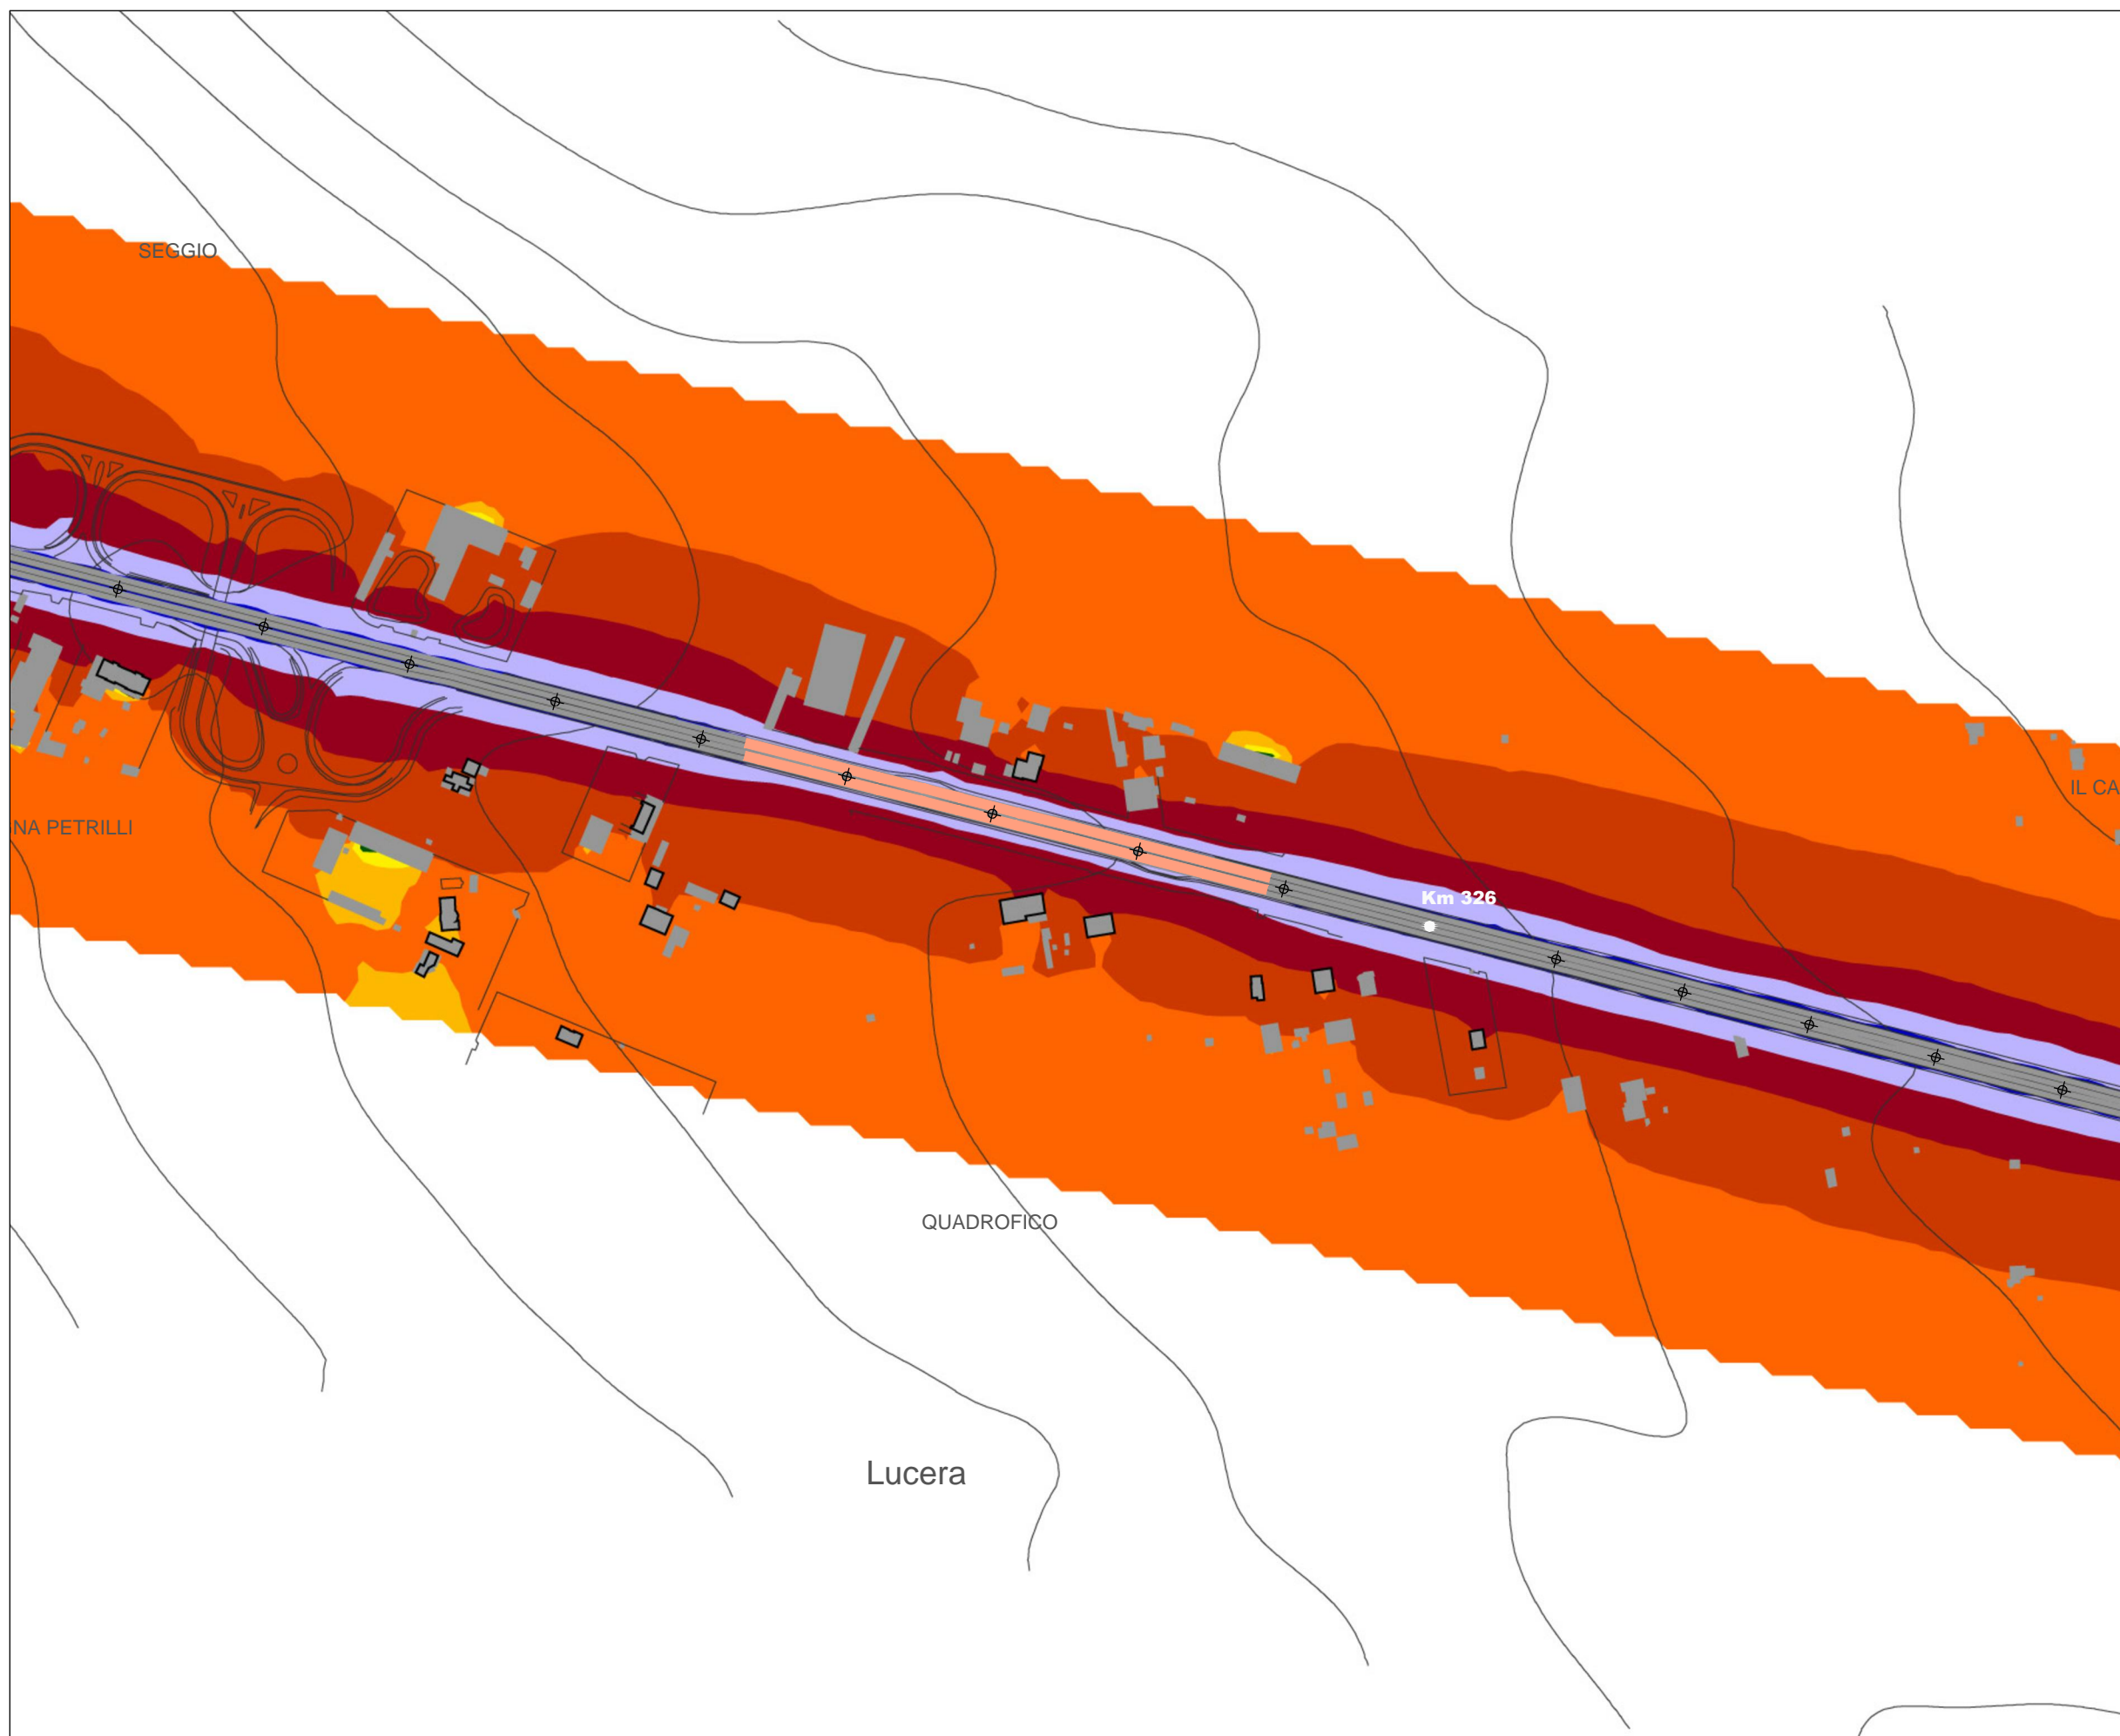 SEGGIO
IL CA
NA PETRILLI
Km 326
QUADROFICO
Lucera